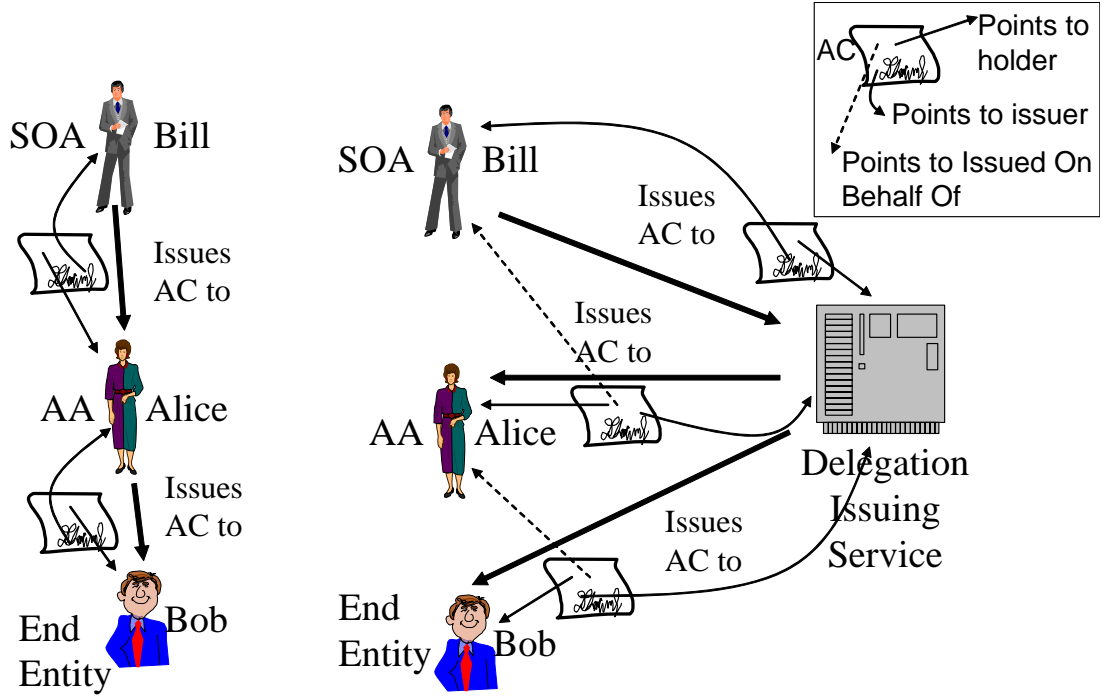 SOA Bill
Issues
AC to
AA Alice
Issues
AC to
End
Entity
Bob
SOA Bill
Issues
AC to
Issues
AC to
AA Alice
Delegation
Issuing
Service
Issues
AC to
End
Entity
Bob
AC
Points to
holder
Points to issuer
Points to Issued On
Behalf Of